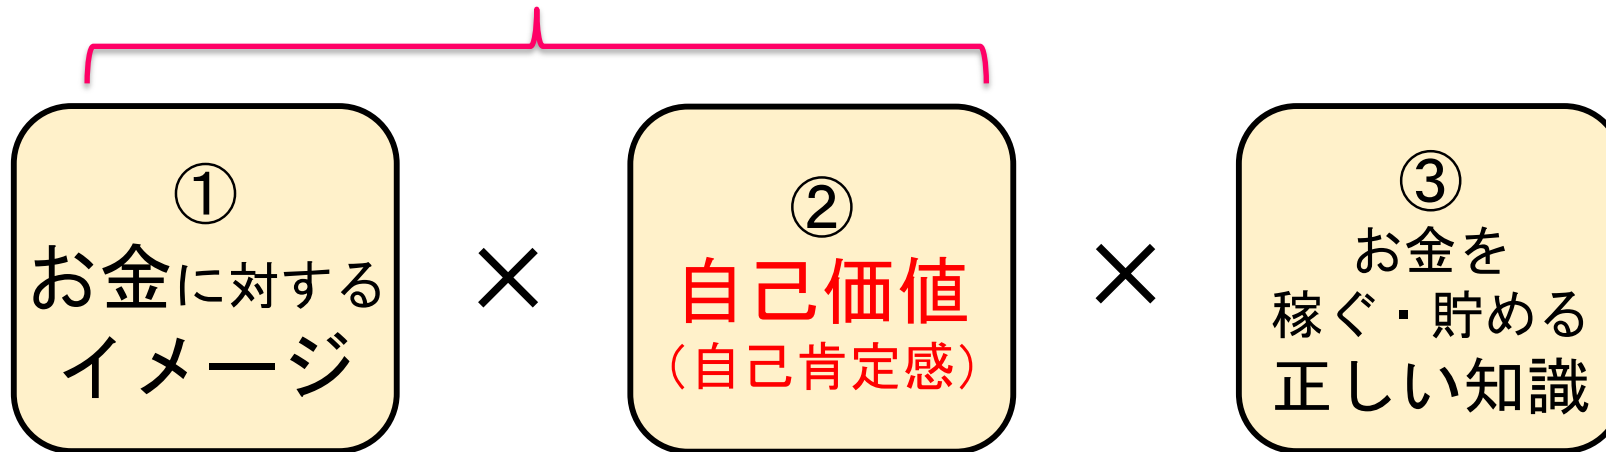 ①
お金に対する
イメージ
×
②
自己価値
（自己肯定感）
×
③
お金を
稼ぐ・貯める
正しい知識